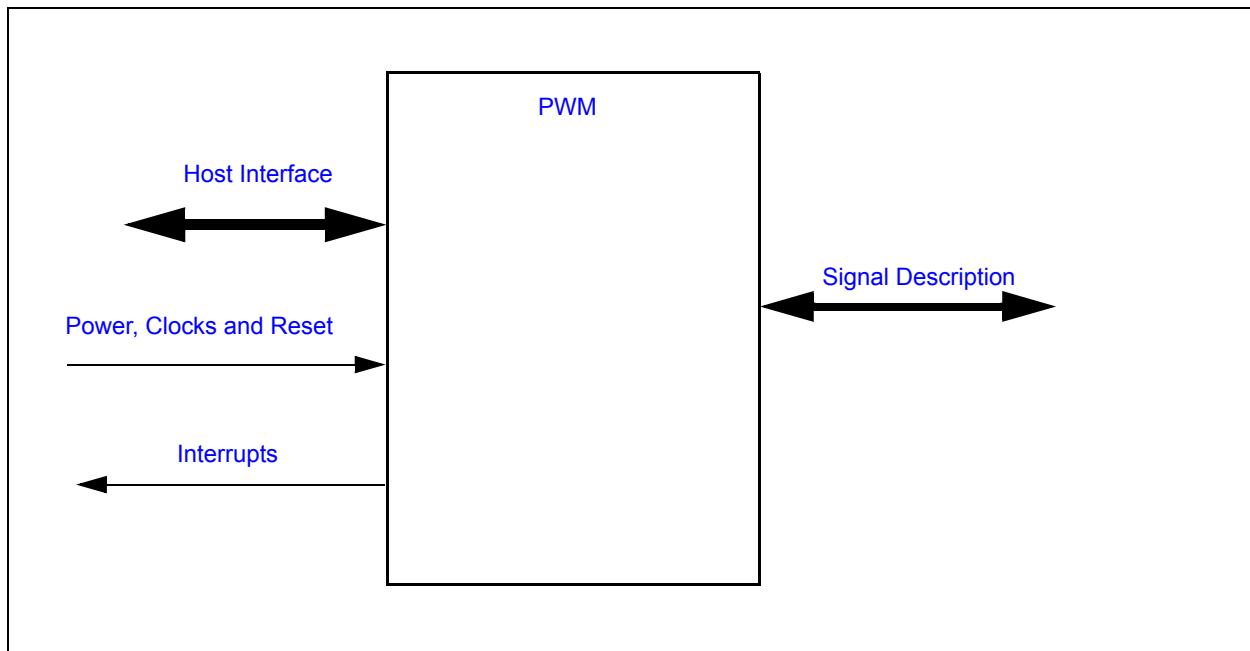 PWM
Host Interface
Signal Description
Power, Clocks and Reset
Interrupts